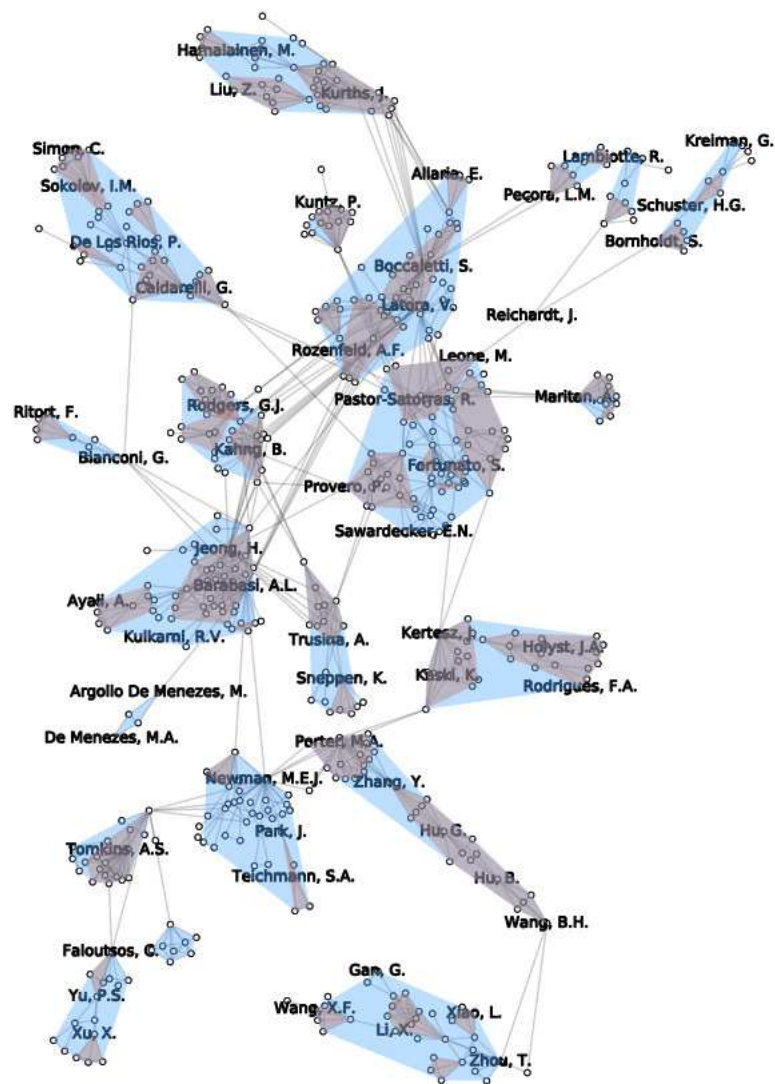 Hamalainen, M.
Liu, Z.
Kurths, J.
Simon, C.
Sokolov, I.M.
De Los Rios, P.
Caldarelli, G.
Kuntz, P.
Allaria, E.
Pecora, L.M.
Lambiotte, R.
Kreiman, G.
Schuster, H.G.
Bornholdt, S.
Boccaletti, S.
Latora, V.
Reichardt, J.
Rozenfeld, A.F.
Leone, M.
Pastor-Satorras, R.
Maritan, A.
Ritort, F.
Rodgers, G.J.
Bianconi, G.
Kahng, B.
Fortunato, S.
Provero, P.
Sawardecker, E.N.
Jeong, H.
Barabasi, A.L.
Ayali, A.
Kulkarni, R.V.
Trusina, A.
Kertesz, J.
Holyst, J.A.
Sneppen, K.
Kaski, K.
Rodrigues, F.A.
Argollo De Menezes, M.
De Menezes, M.A.
Porter, M.A.
Newman, M.E.J.
Zhang, Y.
Park, J.
Hu, G.
Tomkins, A.S.
Teichmann, S.A.
Hu, B.
Wang, B.H.
Faloutsos, C.
Gan, G.
Yu, P.S.
Wang, X.F.
Xiao, L.
Li, X.
Xu, X.
Zhou, T.